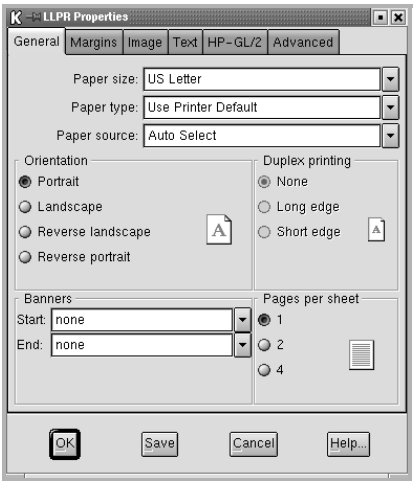 LLPR Properties
General Margins Image Text HP-GL/2 Advanced
Paper size: US Letter
Paper type: Use Printer Default
Paper source: Auto Select
Orientation
Portrait
Landscape
Reverse landscape
Reverse portrait
A
Duplex printing
None
Long edge
Short edge
A
Banners
Start: none
End: none
Pages per sheet
1
2
4
OK Save Cancel Help...